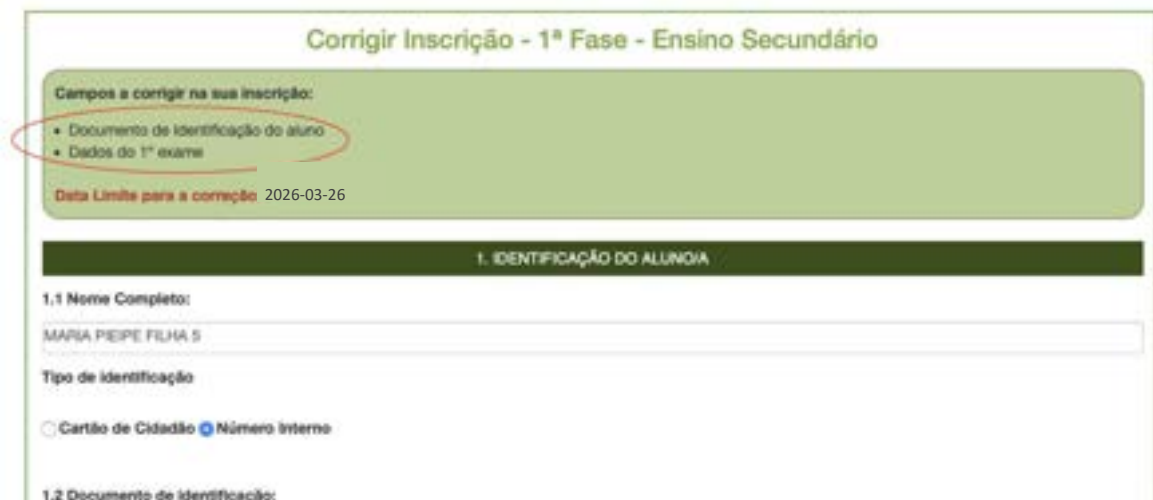 Corrigir Inscrição - 1ª Fase - Ensino Secundário
Campos a corrigir na sua inscrição:
• Documento de identificação do aluno
• Dados do 1º exame
Data Limite para a correção 2026-03-26
1. IDENTIFICAÇÃO DO ALUNO/A
1.1 Nome Completo:
MARIA PIEIPE FILHA 5
Tipo de identificação
Cartão de Cidadão Número Interno
1.2 Documento de identificação: